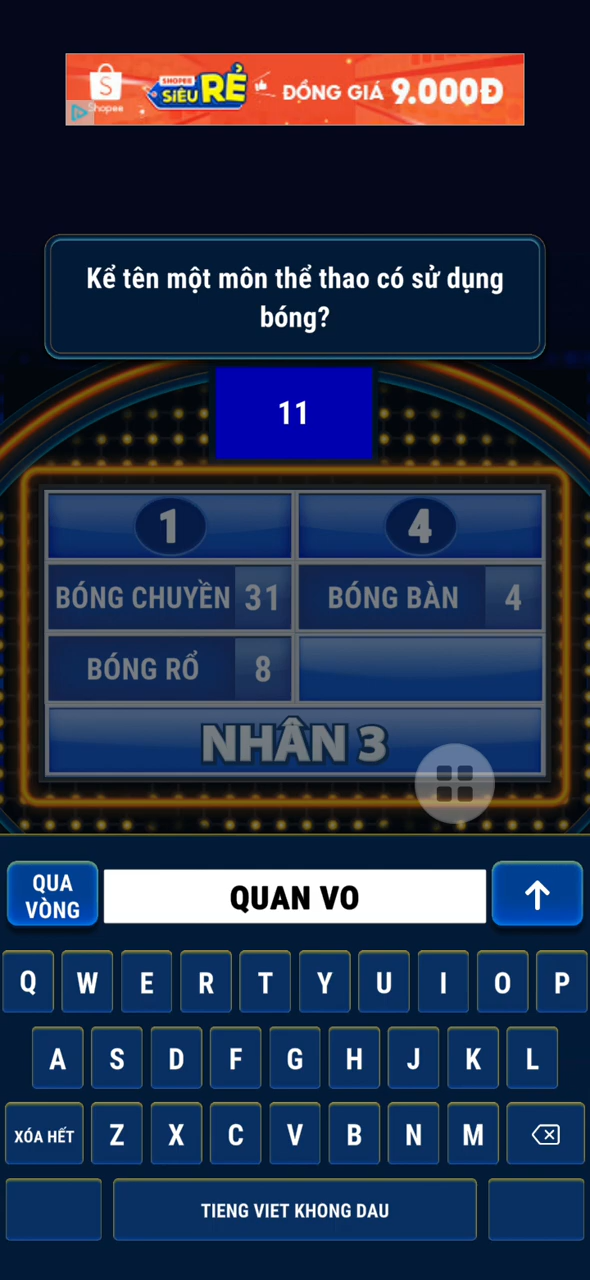 Shopee
SHOPEE
SIÊU RẺ
ĐỒNG GIÁ 9.000Đ
Kể tên một môn thể thao có sử dụng
bóng?
11
1
4
BÓNG CHUYỀN 31
BÓNG BÀN 4
BÓNG RỔ 8
NHÂN 3
QUA
VÒNG
QUAN VO
Q W E R T Y U I O P
A S D F G H J K L
XÓA HẾT Z X C V B N M
TIENG VIET KHONG DAU